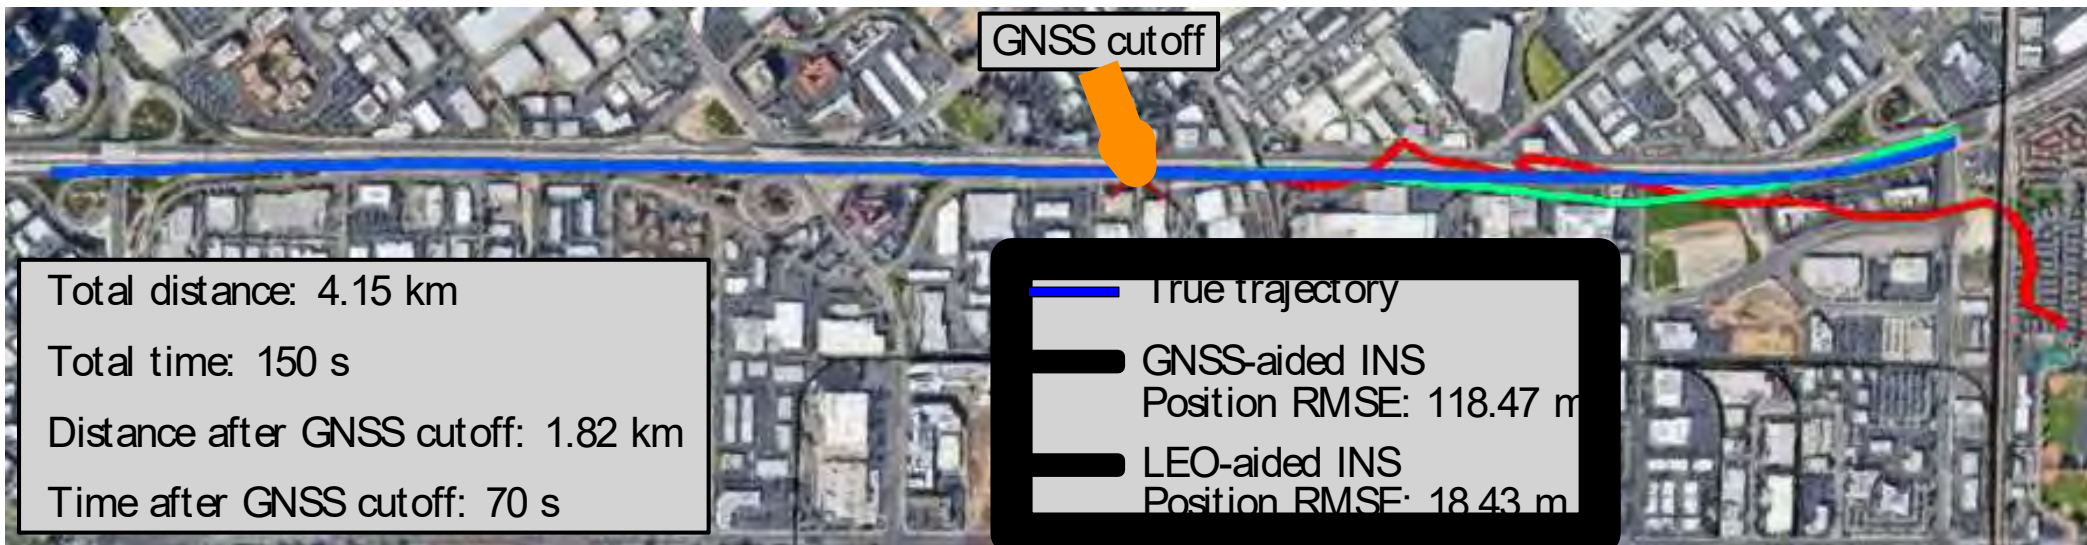 GNSS cutoff
Total distance: 4.15 km
Total time: 150 s
Distance after GNSS cutoff: 1.82 km
Time after GNSS cutoff: 70 s
True trajectory
GNSS-aided INS
Position RMSE: 118.47 m
LEO-aided INS
Position RMSE: 18.43 m